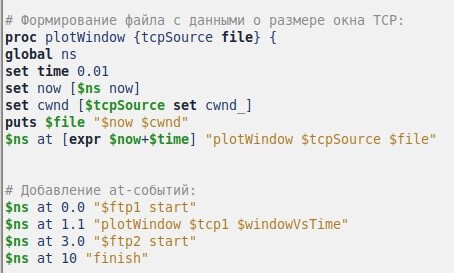 # Формирование файла с данными о размере окна TCP:
proc plotWindow {tcpSource file} {
global ns
set time 0.01
set now [$ns now]
set cwnd [$tcpSource set cwnd_]
puts $file "$now $cwnd"
$ns at [expr $now+$time] "plotWindow $tcpSource $file"
# Добавление at-событий:
$ns at 0.0 "$ftp1 start"
$ns at 1.1 "plotWindow $tcp1 $windowVsTime"
$ns at 3.0 "$ftp2 start"
$ns at 10 "finish"